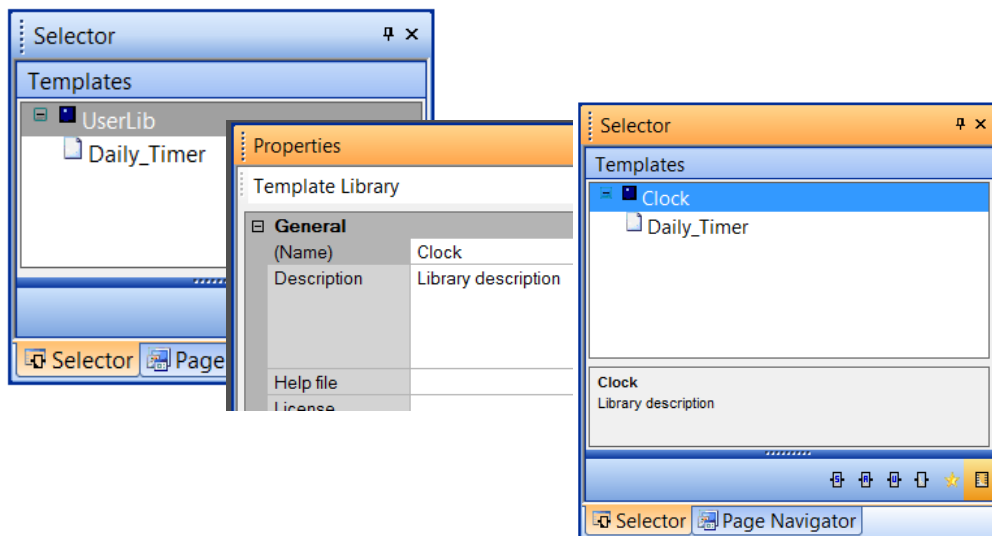 Selector
Templates
UserLib
Daily_Timer
Selector
Page
Properties
Template Library
General
(Name) Clock
Description Library description
Help file
License
Selector
Templates
Clock
Daily_Timer
Clock
Library description
S R U
Selector Page Navigator